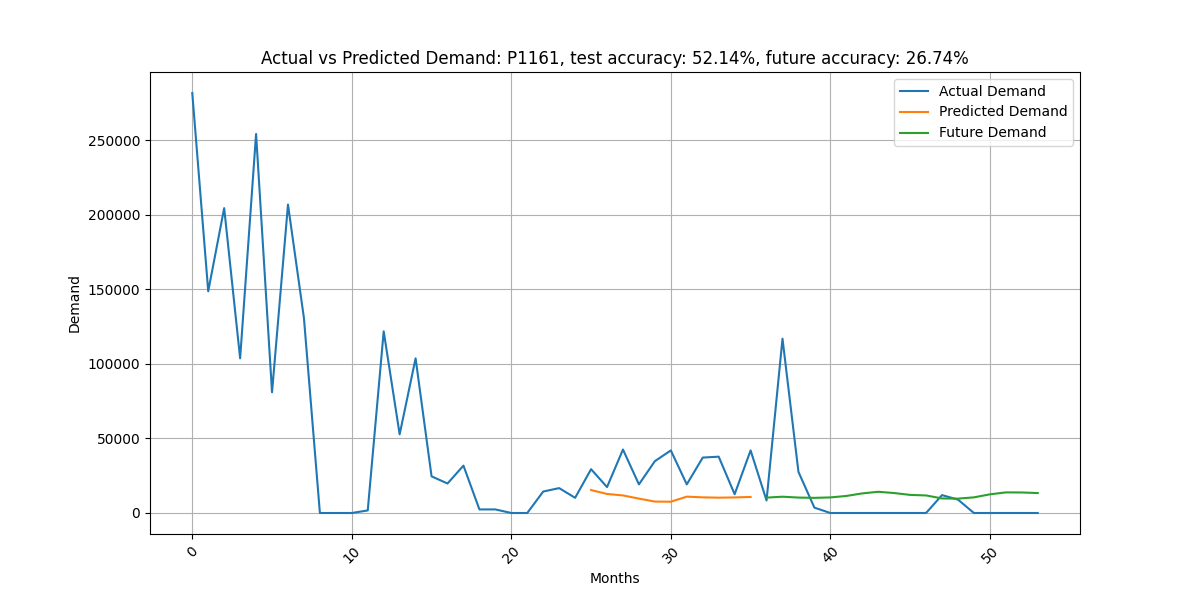 Actual vs Predicted Demand: P1161, test accuracy: 52.14%, future accuracy: 26.74%
Actual Demand
Predicted Demand
Future Demand
250000
200000
150000
100000
50000
0
Demand
0 10 20 30 40 50
Months